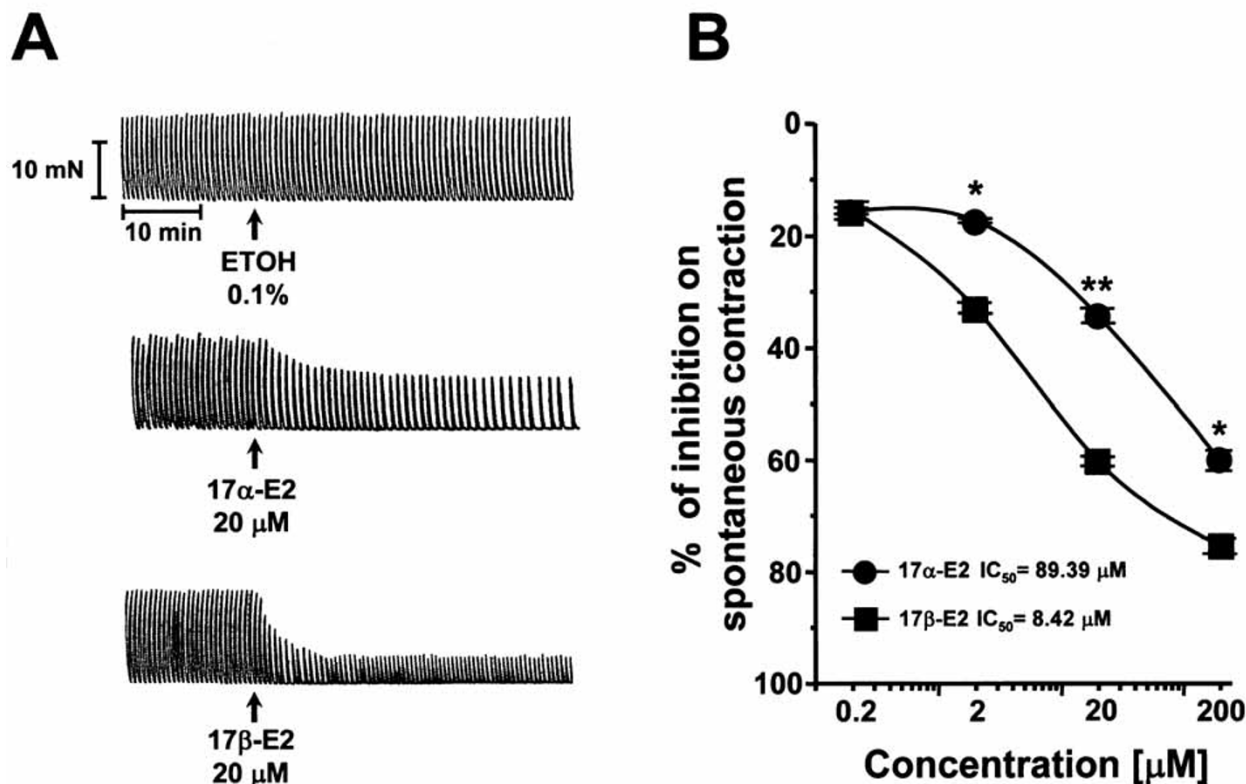 A
10 mN
10 min
ETOH
0.1%
17α-E2
20 μM
17β-E2
20 μM
B
% of inhibition on
spontaneous contraction
0
20
40
60
80
100
*
**
*
17α-E2 IC₅₀= 89.39 μM
17β-E2 IC₅₀= 8.42 μM
0.2 2 20 200
Concentration [μM]